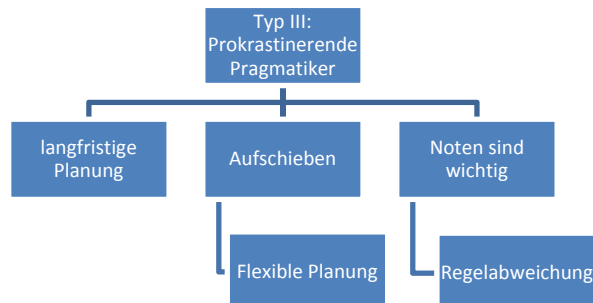 Typ III:
Prokrastinerende
Pragmatiker
langfristige
Planung
Aufschieben
Noten sind
wichtig
Flexible Planung
Regelabweichung